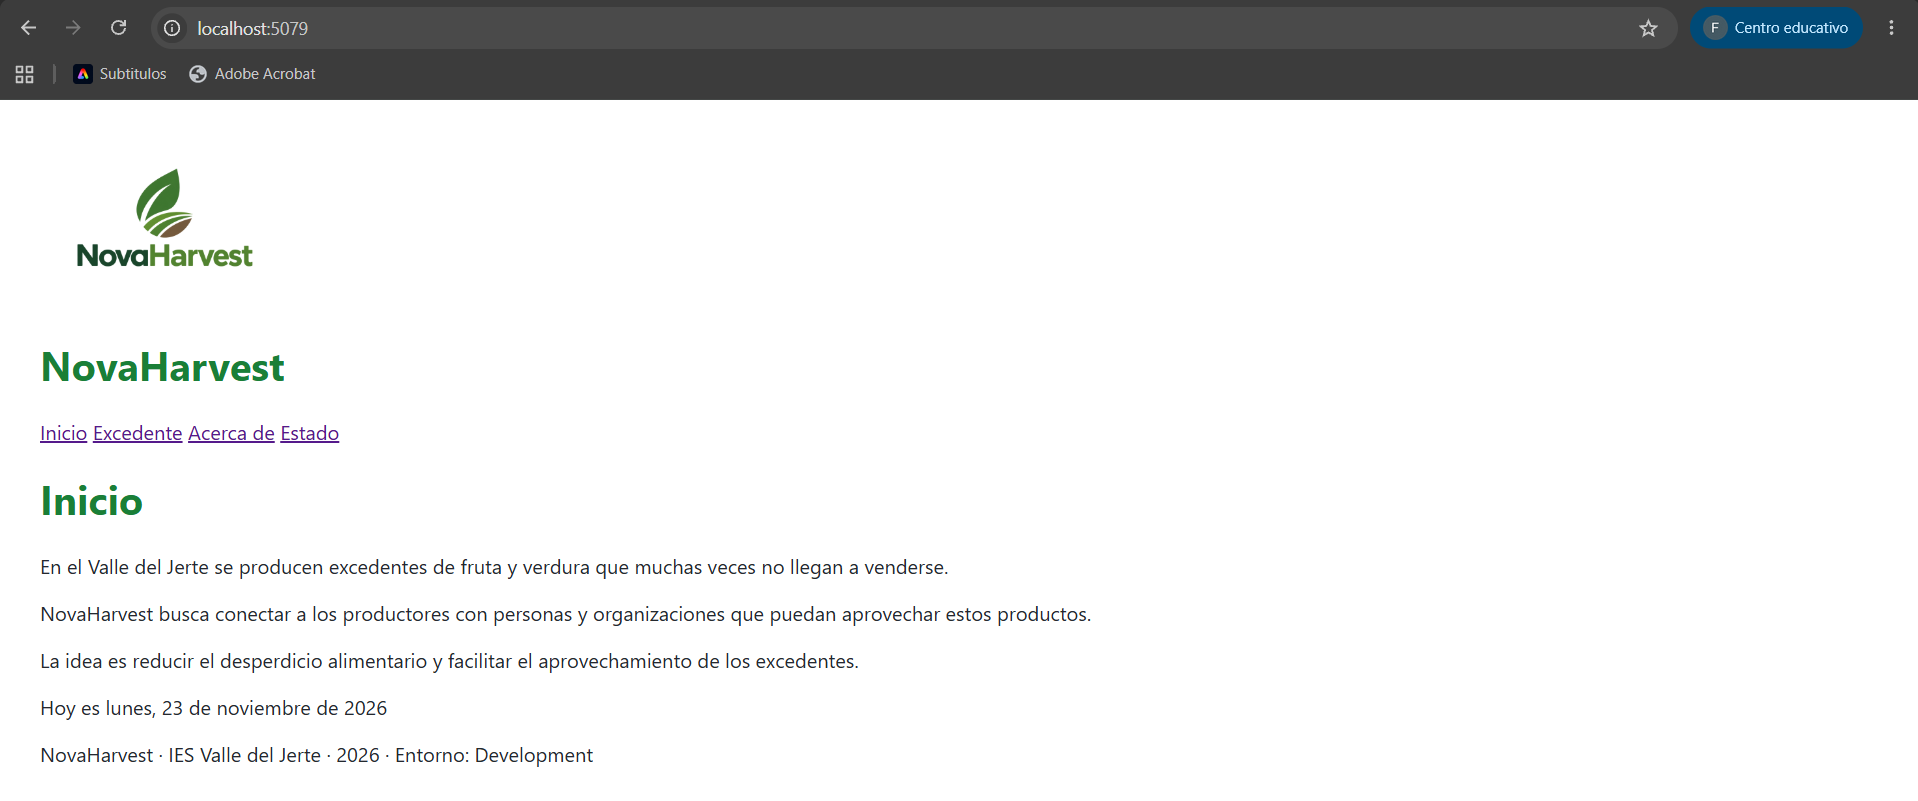 localhost:5079
F Centro educativo
Subtitulos Adobe Acrobat
NovaHarvest
NovaHarvest
Inicio Excedente Acerca de Estado
Inicio
En el Valle del Jerte se producen excedentes de fruta y verdura que muchas veces no llegan a venderse.
NovaHarvest busca conectar a los productores con personas y organizaciones que puedan aprovechar estos productos.
La idea es reducir el desperdicio alimentario y facilitar el aprovechamiento de los excedentes.
Hoy es lunes, 23 de noviembre de 2026
NovaHarvest · IES Valle del Jerte · 2026 · Entorno: Development